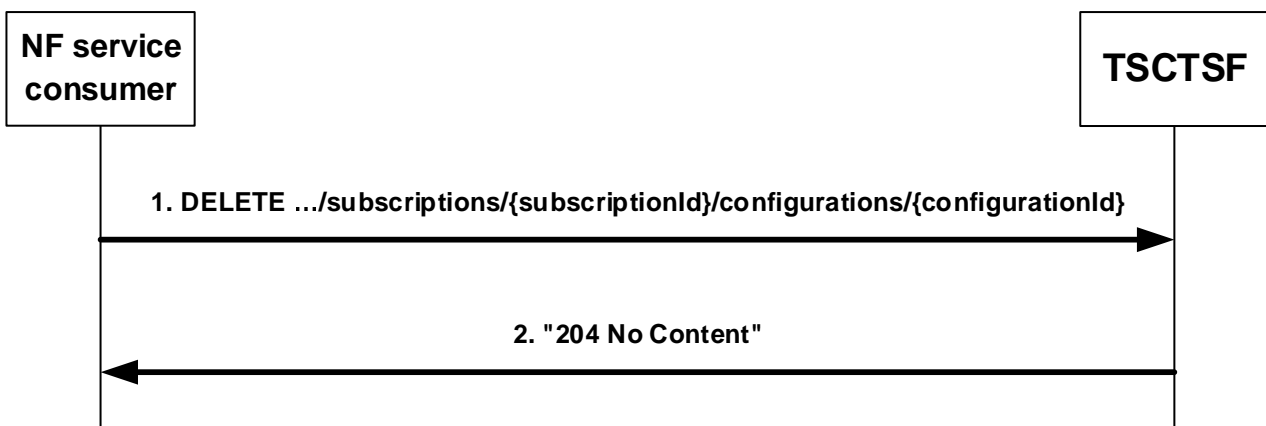 NF service
consumer
TSCTSF
1. DELETE .../subscriptions/{subscriptionId}/configurations/{configurationId}
2. "204 No Content"